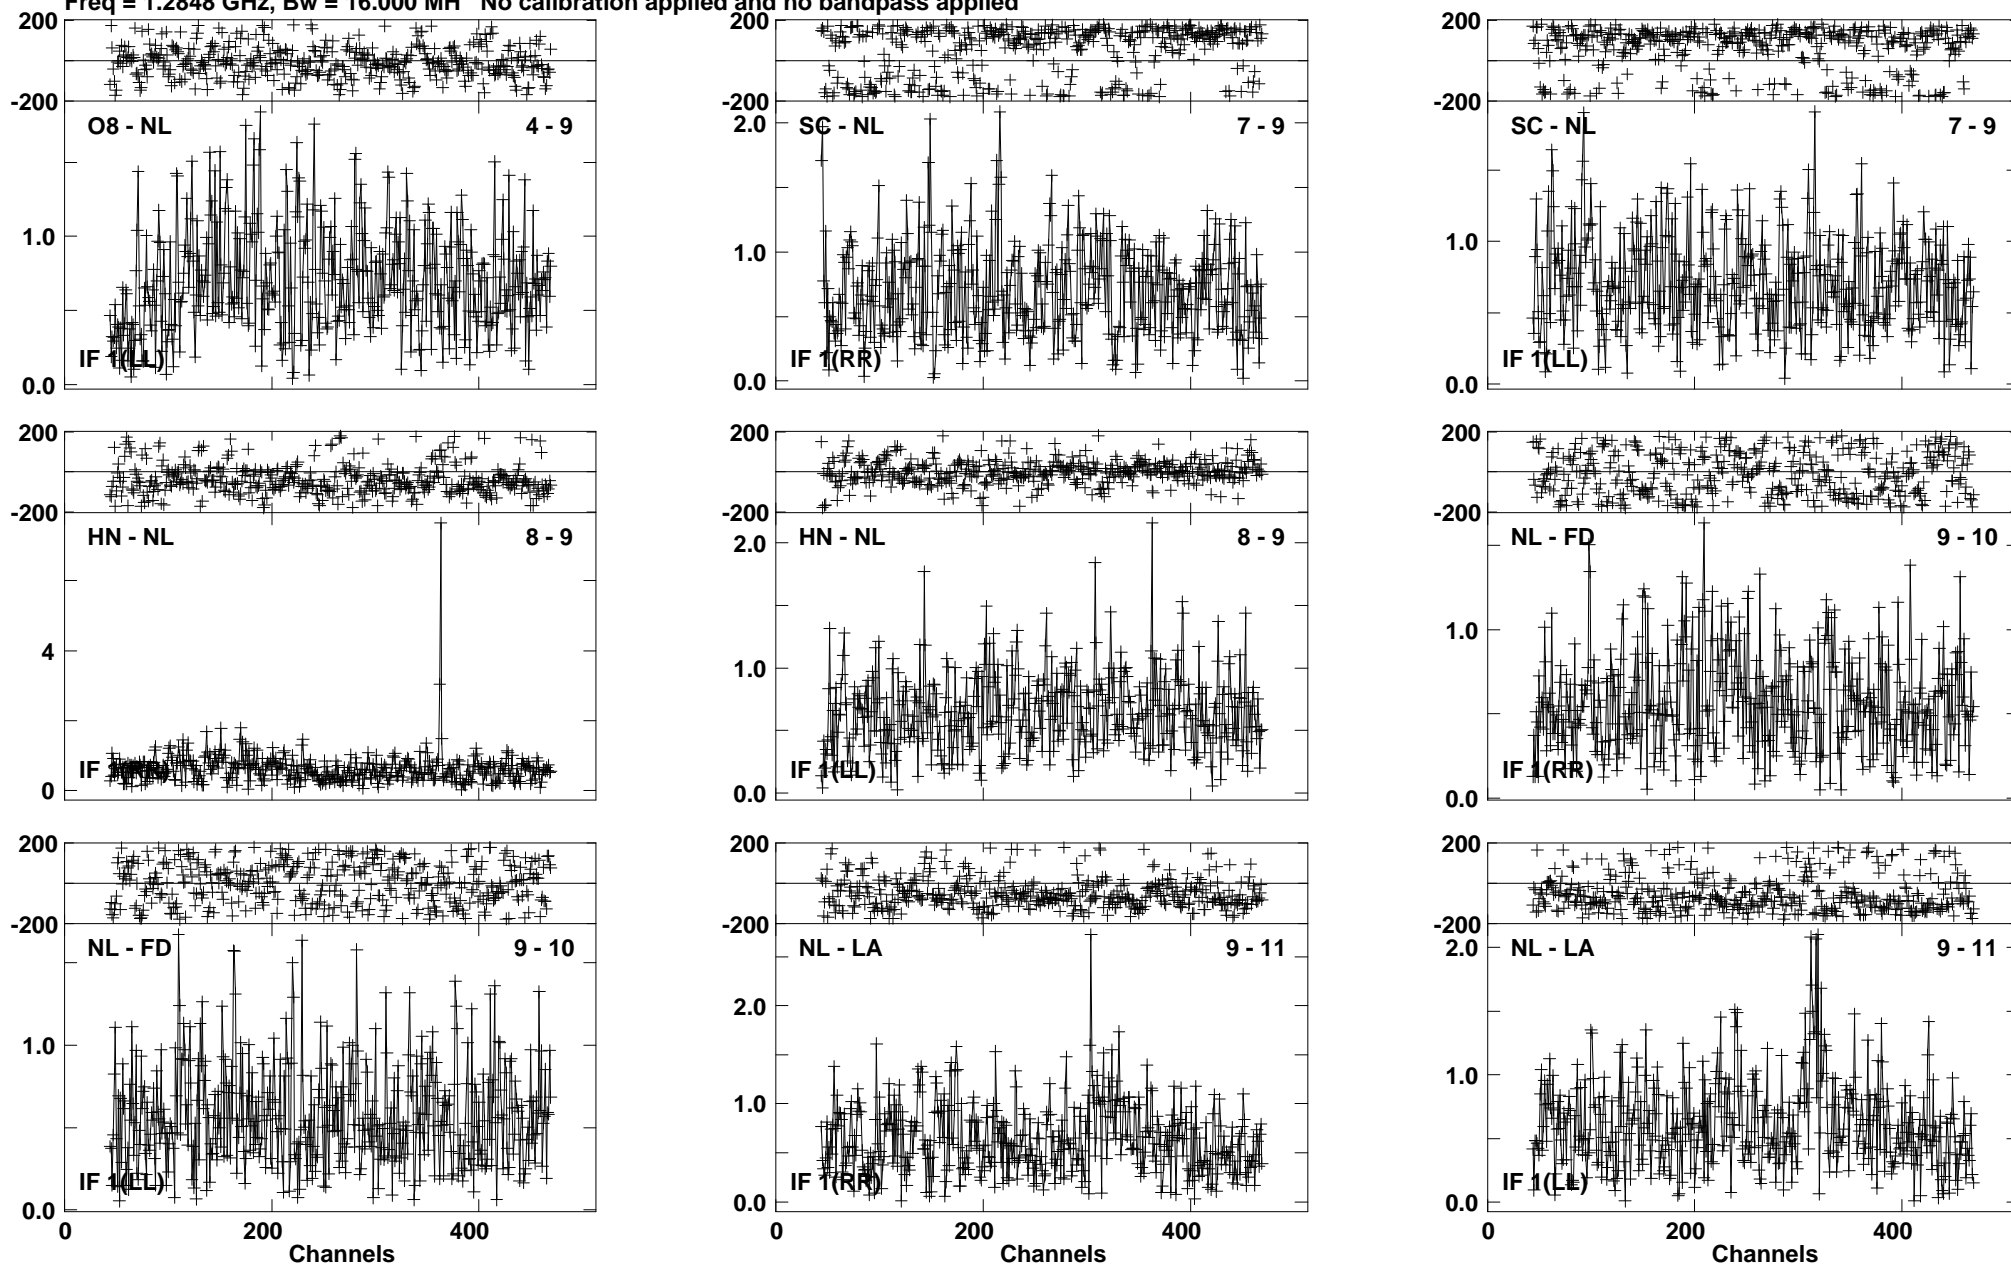 Freq = 1.2848 GHz, Bw = 16.000 MH No calibration applied and no bandpass applied
200
-200
O8 - NL 4 - 9
1.0
IF 1(LL)
0.0
200
-200
2.0
SC - NL 7 - 9
1.0
IF 1(RR)
0.0
200
-200
SC - NL 7 - 9
1.0
IF 1(LL)
0.0
200
-200
HN - NL 8 - 9
4
IF 1(RR)
0
200
-200
HN - NL 8 - 9
2.0
1.0
IF 1(LL)
0.0
200
-200
NL - FD 9 - 10
1.0
IF 1(RR)
0.0
200
-200
NL - FD 9 - 10
1.0
IF 1(LL)
0.0
0 200 400
Channels
200
-200
NL - LA 9 - 11
2.0
1.0
IF 1(RR)
0.0
0 200 400
Channels
200
-200
NL - LA 9 - 11
2.0
1.0
IF 1(LL)
0.0
0 200 400
Channels